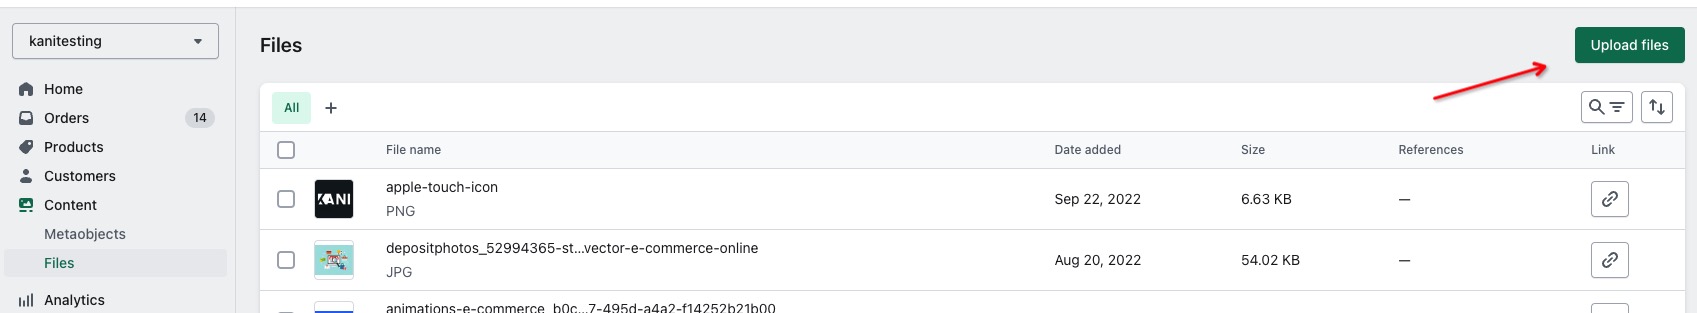 kanitesting
Home
Orders 14
Products
Customers
Content
Metaobjects
Files
Analytics
Files
Upload files
All +
File name Date added Size References Link
KANI
apple-touch-icon Sep 22, 2022 6.63 KB —
PNG
depositphotos_52994365-st...vector-e-commerce-online Aug 20, 2022 54.02 KB —
JPG
animations-e-commerce_b0c...7-495d-a4a2-f14252b21b00